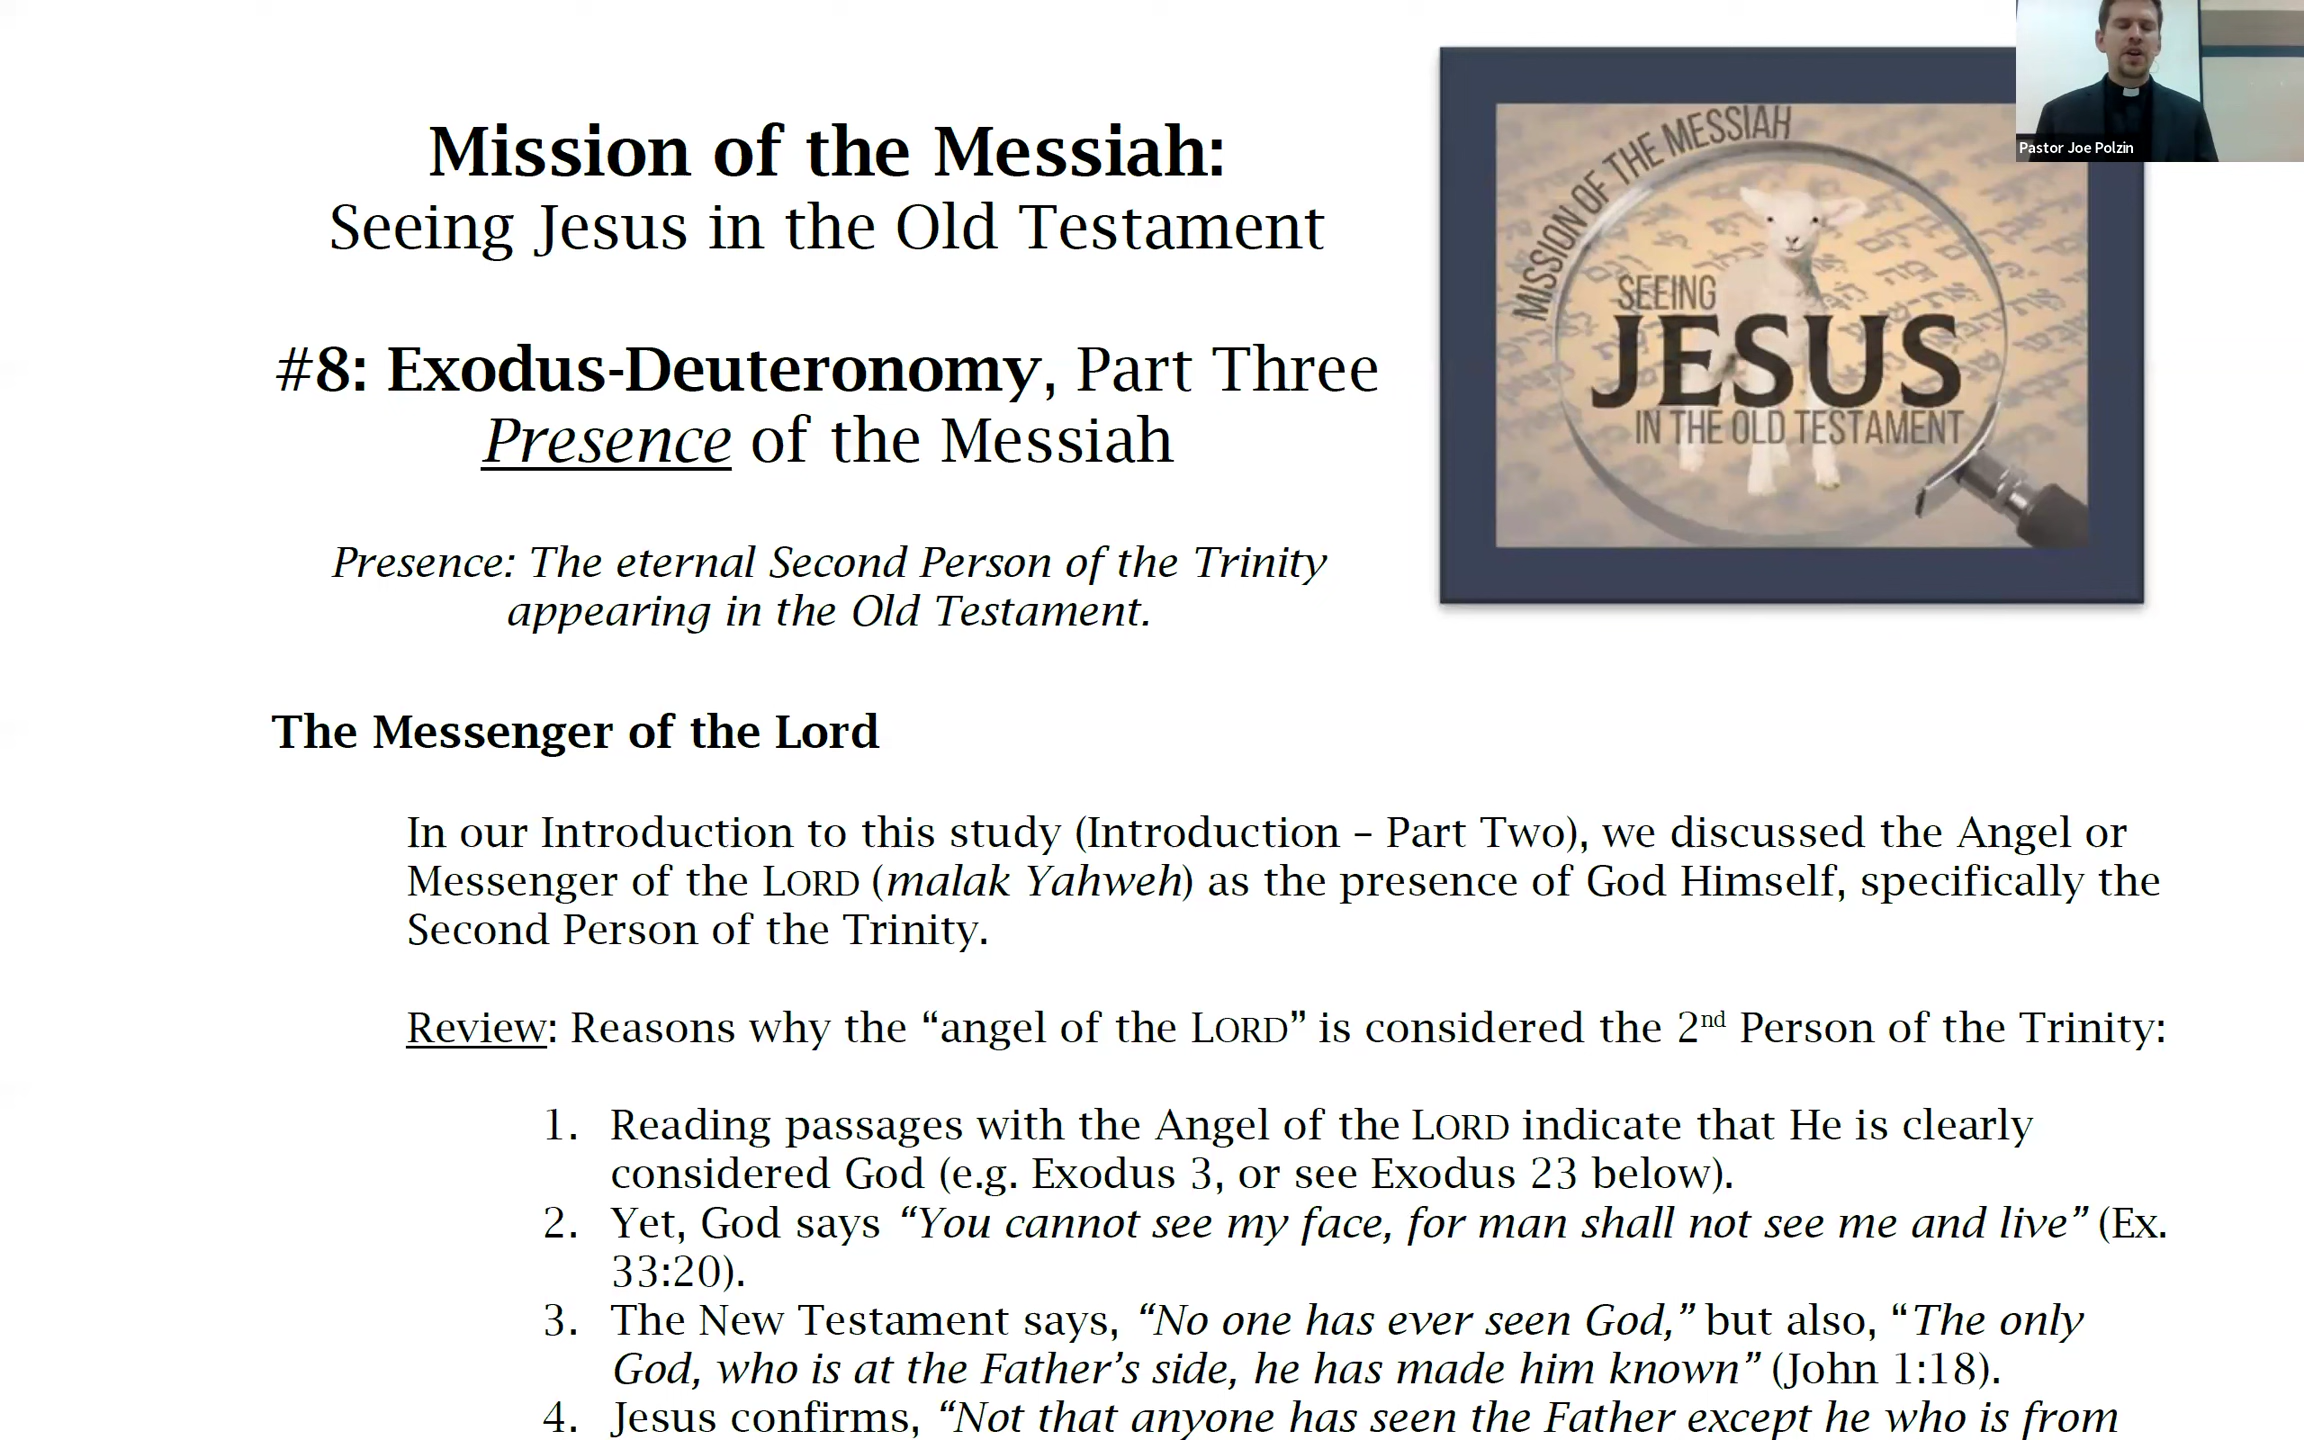 Mission of the Messiah:
Seeing Jesus in the Old Testament
#8: Exodus-Deuteronomy, Part Three
Presence of the Messiah
Presence: The eternal Second Person of the Trinity
appearing in the Old Testament.
MISSION OF THE MESSIAH
SEEING
JESUS
IN THE OLD TESTAMENT
Pastor Joe Polzin
The Messenger of the Lord
In our Introduction to this study (Introduction – Part Two), we discussed the Angel or
Messenger of the LORD (malak Yahweh) as the presence of God Himself, specifically the
Second Person of the Trinity.
Review: Reasons why the “angel of the LORD” is considered the 2nd Person of the Trinity:
1. Reading passages with the Angel of the LORD indicate that He is clearly
considered God (e.g. Exodus 3, or see Exodus 23 below).
2. Yet, God says “You cannot see my face, for man shall not see me and live” (Ex.
33:20).
3. The New Testament says, “No one has ever seen God,” but also, “The only
God, who is at the Father’s side, he has made him known” (John 1:18).
4. Jesus confirms, “Not that anyone has seen the Father except he who is from